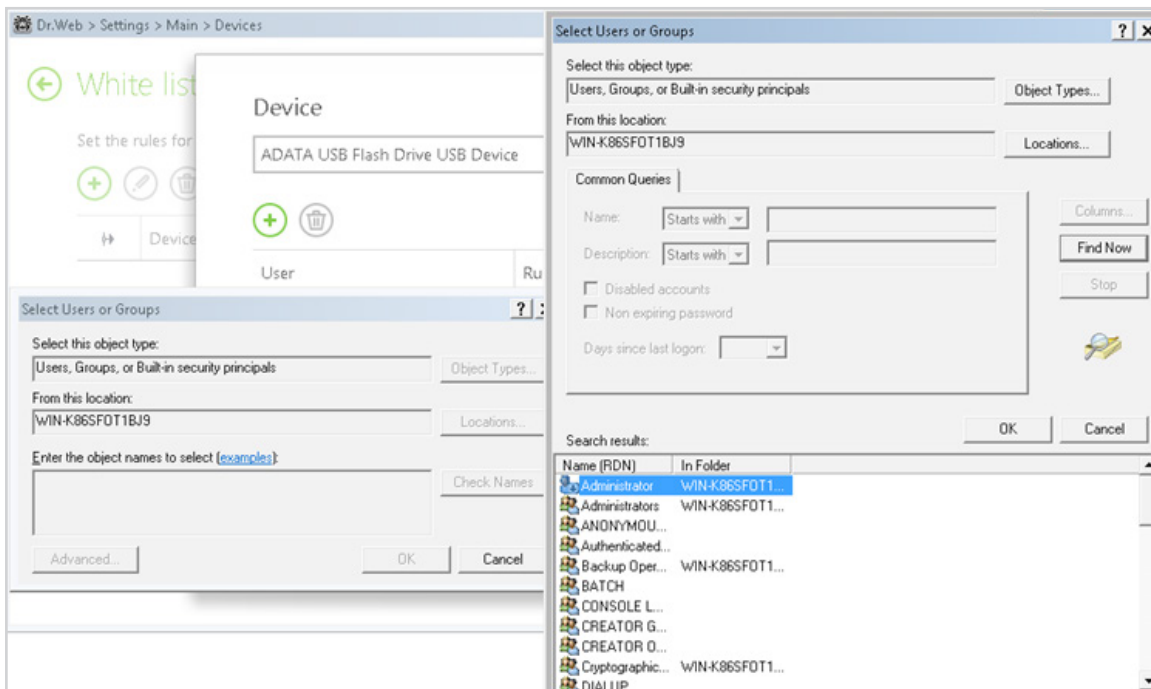 Dr.Web > Settings > Main > Devices
White list
Set the rules for
Device
Device
ADATA USB Flash Drive USB Device
User
Ru
Select Users or Groups
?
Select this object type:
Users, Groups, or Built-in security principals
Object Types...
From this location:
WIN-K86SFOT1BJ9
Locations...
Enter the object names to select (examples):
Check Names
Advanced...
OK
Cancel
Select Users or Groups
?
Select this object type:
Users, Groups, or Built-in security principals
Object Types...
From this location:
WIN-K86SFOT1BJ9
Locations...
Common Queries
Name:
Starts with
Columns...
Description:
Starts with
Find Now
Disabled accounts
Stop
Non expiring password
Days since last logon:
OK
Cancel
Search results:
Name (RDN) In Folder
Administrator WIN-K86SFOT1...
Administrators WIN-K86SFOT1...
ANONYMOU...
Authenticated...
Backup Oper... WIN-K86SFOT1...
BATCH
CONSOLE L...
CREATOR G...
CREATOR O...
Cryptographic... WIN-K86SFOT1...
DIALUP